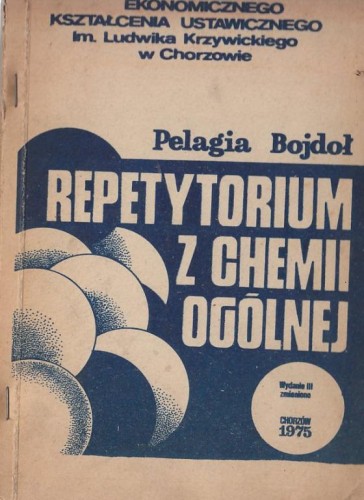 EKONOMICZNEGO
KSZTAŁCENIA USTAWICZNEGO
Im. Ludwika Krzywickiego
w Chorzowie
Pelagia Bojdoł
REPETYTORIUM
Z CHEMII
OGÓLNEJ
Wydanie III
zmienione
CHORZÓW
1975